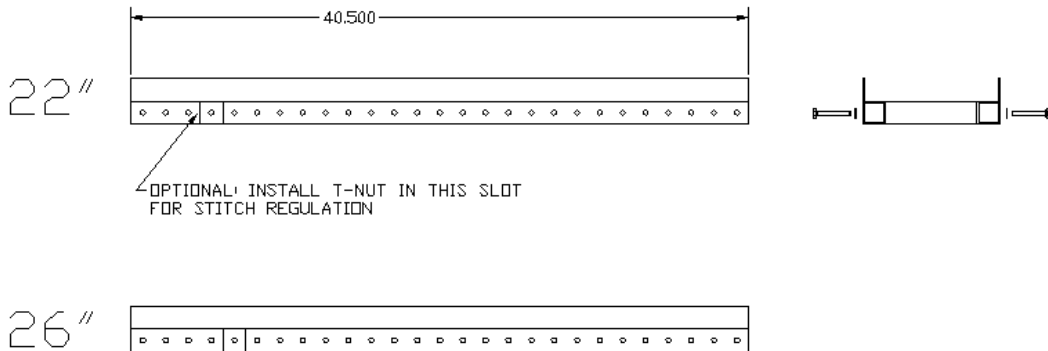 40.500
22"
OPTIONAL: INSTALL T-NUT IN THIS SLOT
FOR STITCH REGULATION
26"